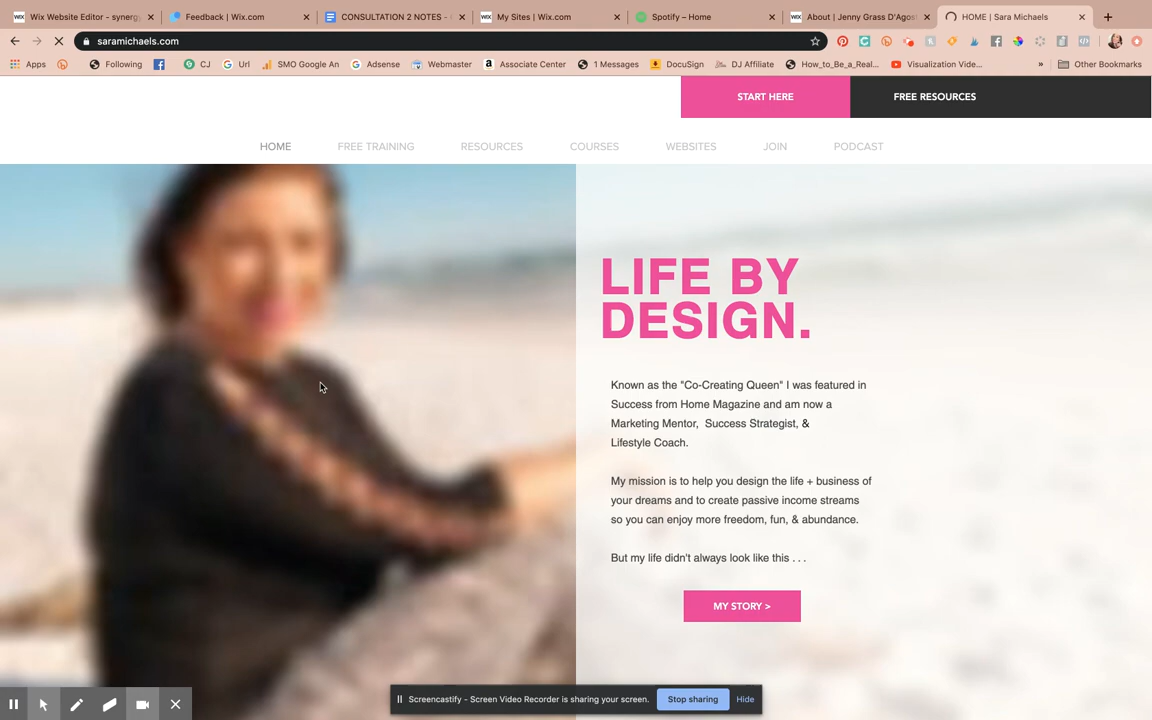 Wix Website Editor - synerg
Feedback | Wix.com
CONSULTATION 2 NOTES -
My Sites | Wix.com
Spotify – Home
About | Jenny Grass D'Agos
HOME | Sara Michaels
saramichaels.com
Apps
Following
CJ
Url
SMO Google An
Adsense
Webmaster
Associate Center
1 Messages
DocuSign
DJ Affiliate
How_to_Be_a_Real...
Visualization Vide...
»
Other Bookmarks
START HERE
FREE RESOURCES
HOME
FREE TRAINING
RESOURCES
COURSES
WEBSITES
JOIN
PODCAST
LIFE BY
DESIGN.
Known as the "Co-Creating Queen" I was featured in
Success from Home Magazine and am now a
Marketing Mentor,  Success Strategist, &
Lifestyle Coach.
My mission is to help you design the life + business of
your dreams and to create passive income streams
so you can enjoy more freedom, fun, & abundance.
But my life didn't always look like this . . .
MY STORY >
Screencastify - Screen Video Recorder is sharing your screen.
Stop sharing
Hide